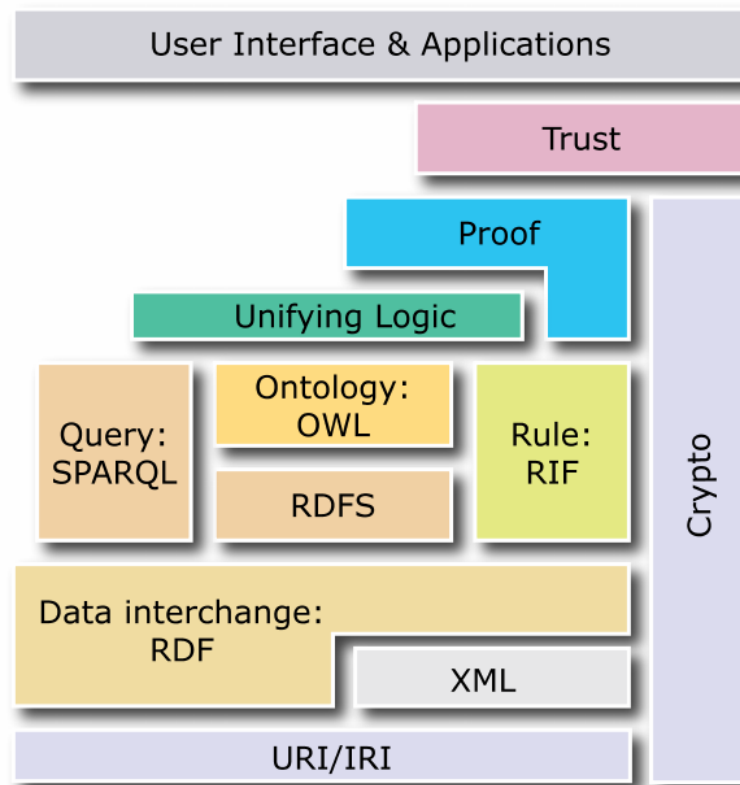 User Interface & Applications
Trust
Proof
Unifying Logic
Query:
SPARQL
Ontology:
OWL
Rule:
RIF
RDFS
Crypto
Data interchange:
RDF
XML
URI/IRI